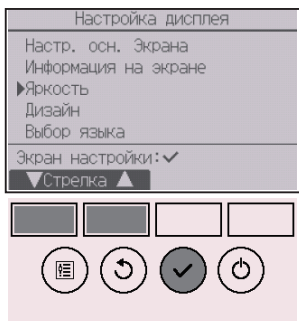 Настройка дисплея
Настр. осн. Экрана
Информация на экране
▶Яркость
Дизайн
Выбор языка
Экран настройки:✓
▼Стрелка▲